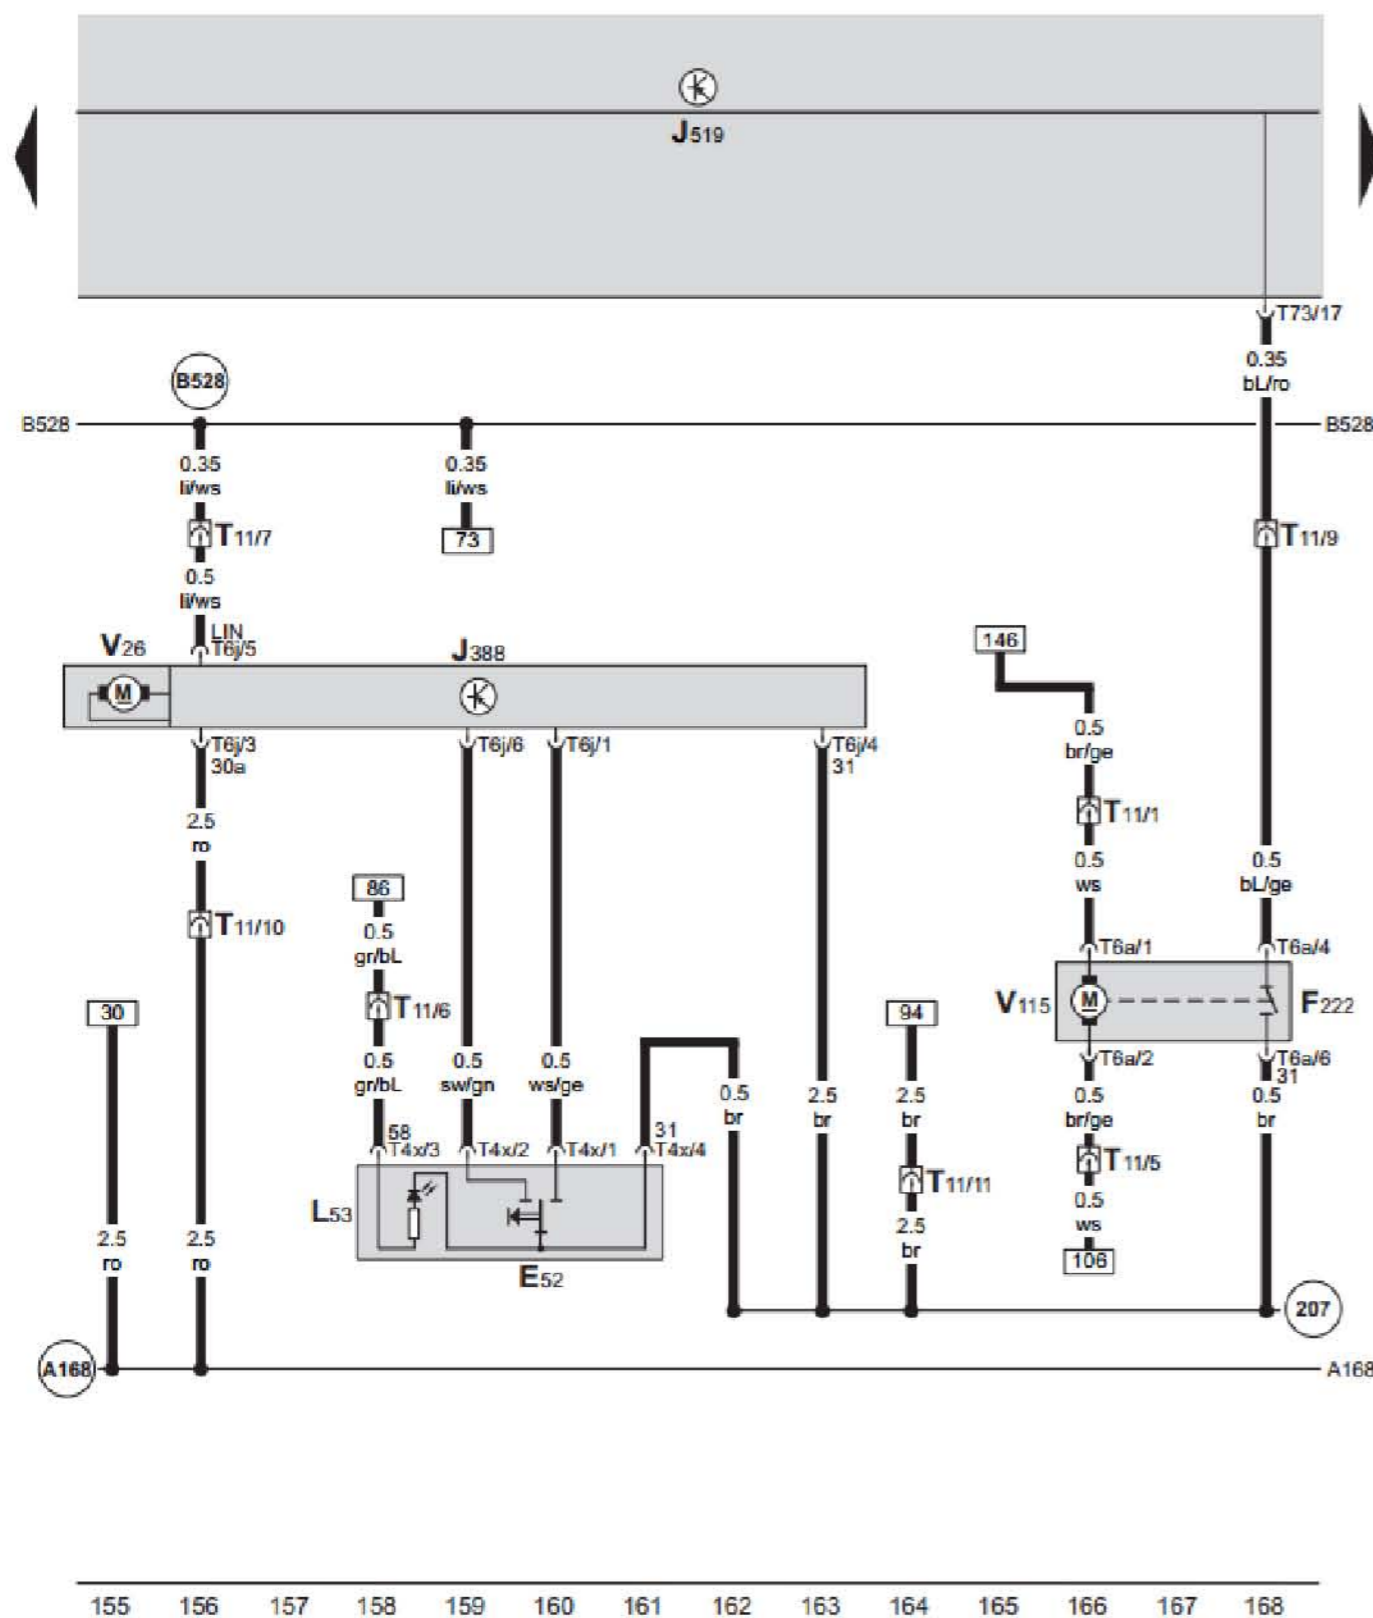 J519
T73/17
0.35
bL/ro
B528
B528
B528
0.35
li/ws
0.35
li/ws
T11/7
73
T11/9
0.5
li/ws
LIN
T6j/5
V26
J388
146
M
T6j/3
30a
T6j/6
T6j/1
T6j/4
31
0.5
br/ge
2.5
ro
T11/1
0.5
ws
0.5
bL/ge
86
T11/10
0.5
gr/bL
T6a/1
T6a/4
30
T11/6
94
V115
M
F222
0.5
gr/bL
0.5
sw/gn
0.5
ws/ge
T6a/2
T6a/6
31
0.5
br
2.5
br
2.5
br
0.5
br/ge
0.5
br
58
T4x/3
T4x/2
T4x/1
31
T4x/4
T11/11
T11/5
L53
0.5
ws
2.5
ro
2.5
ro
2.5
br
106
E52
207
A168
A168
155 156 157 158 159 160 161 162 163 164 165 166 167 168